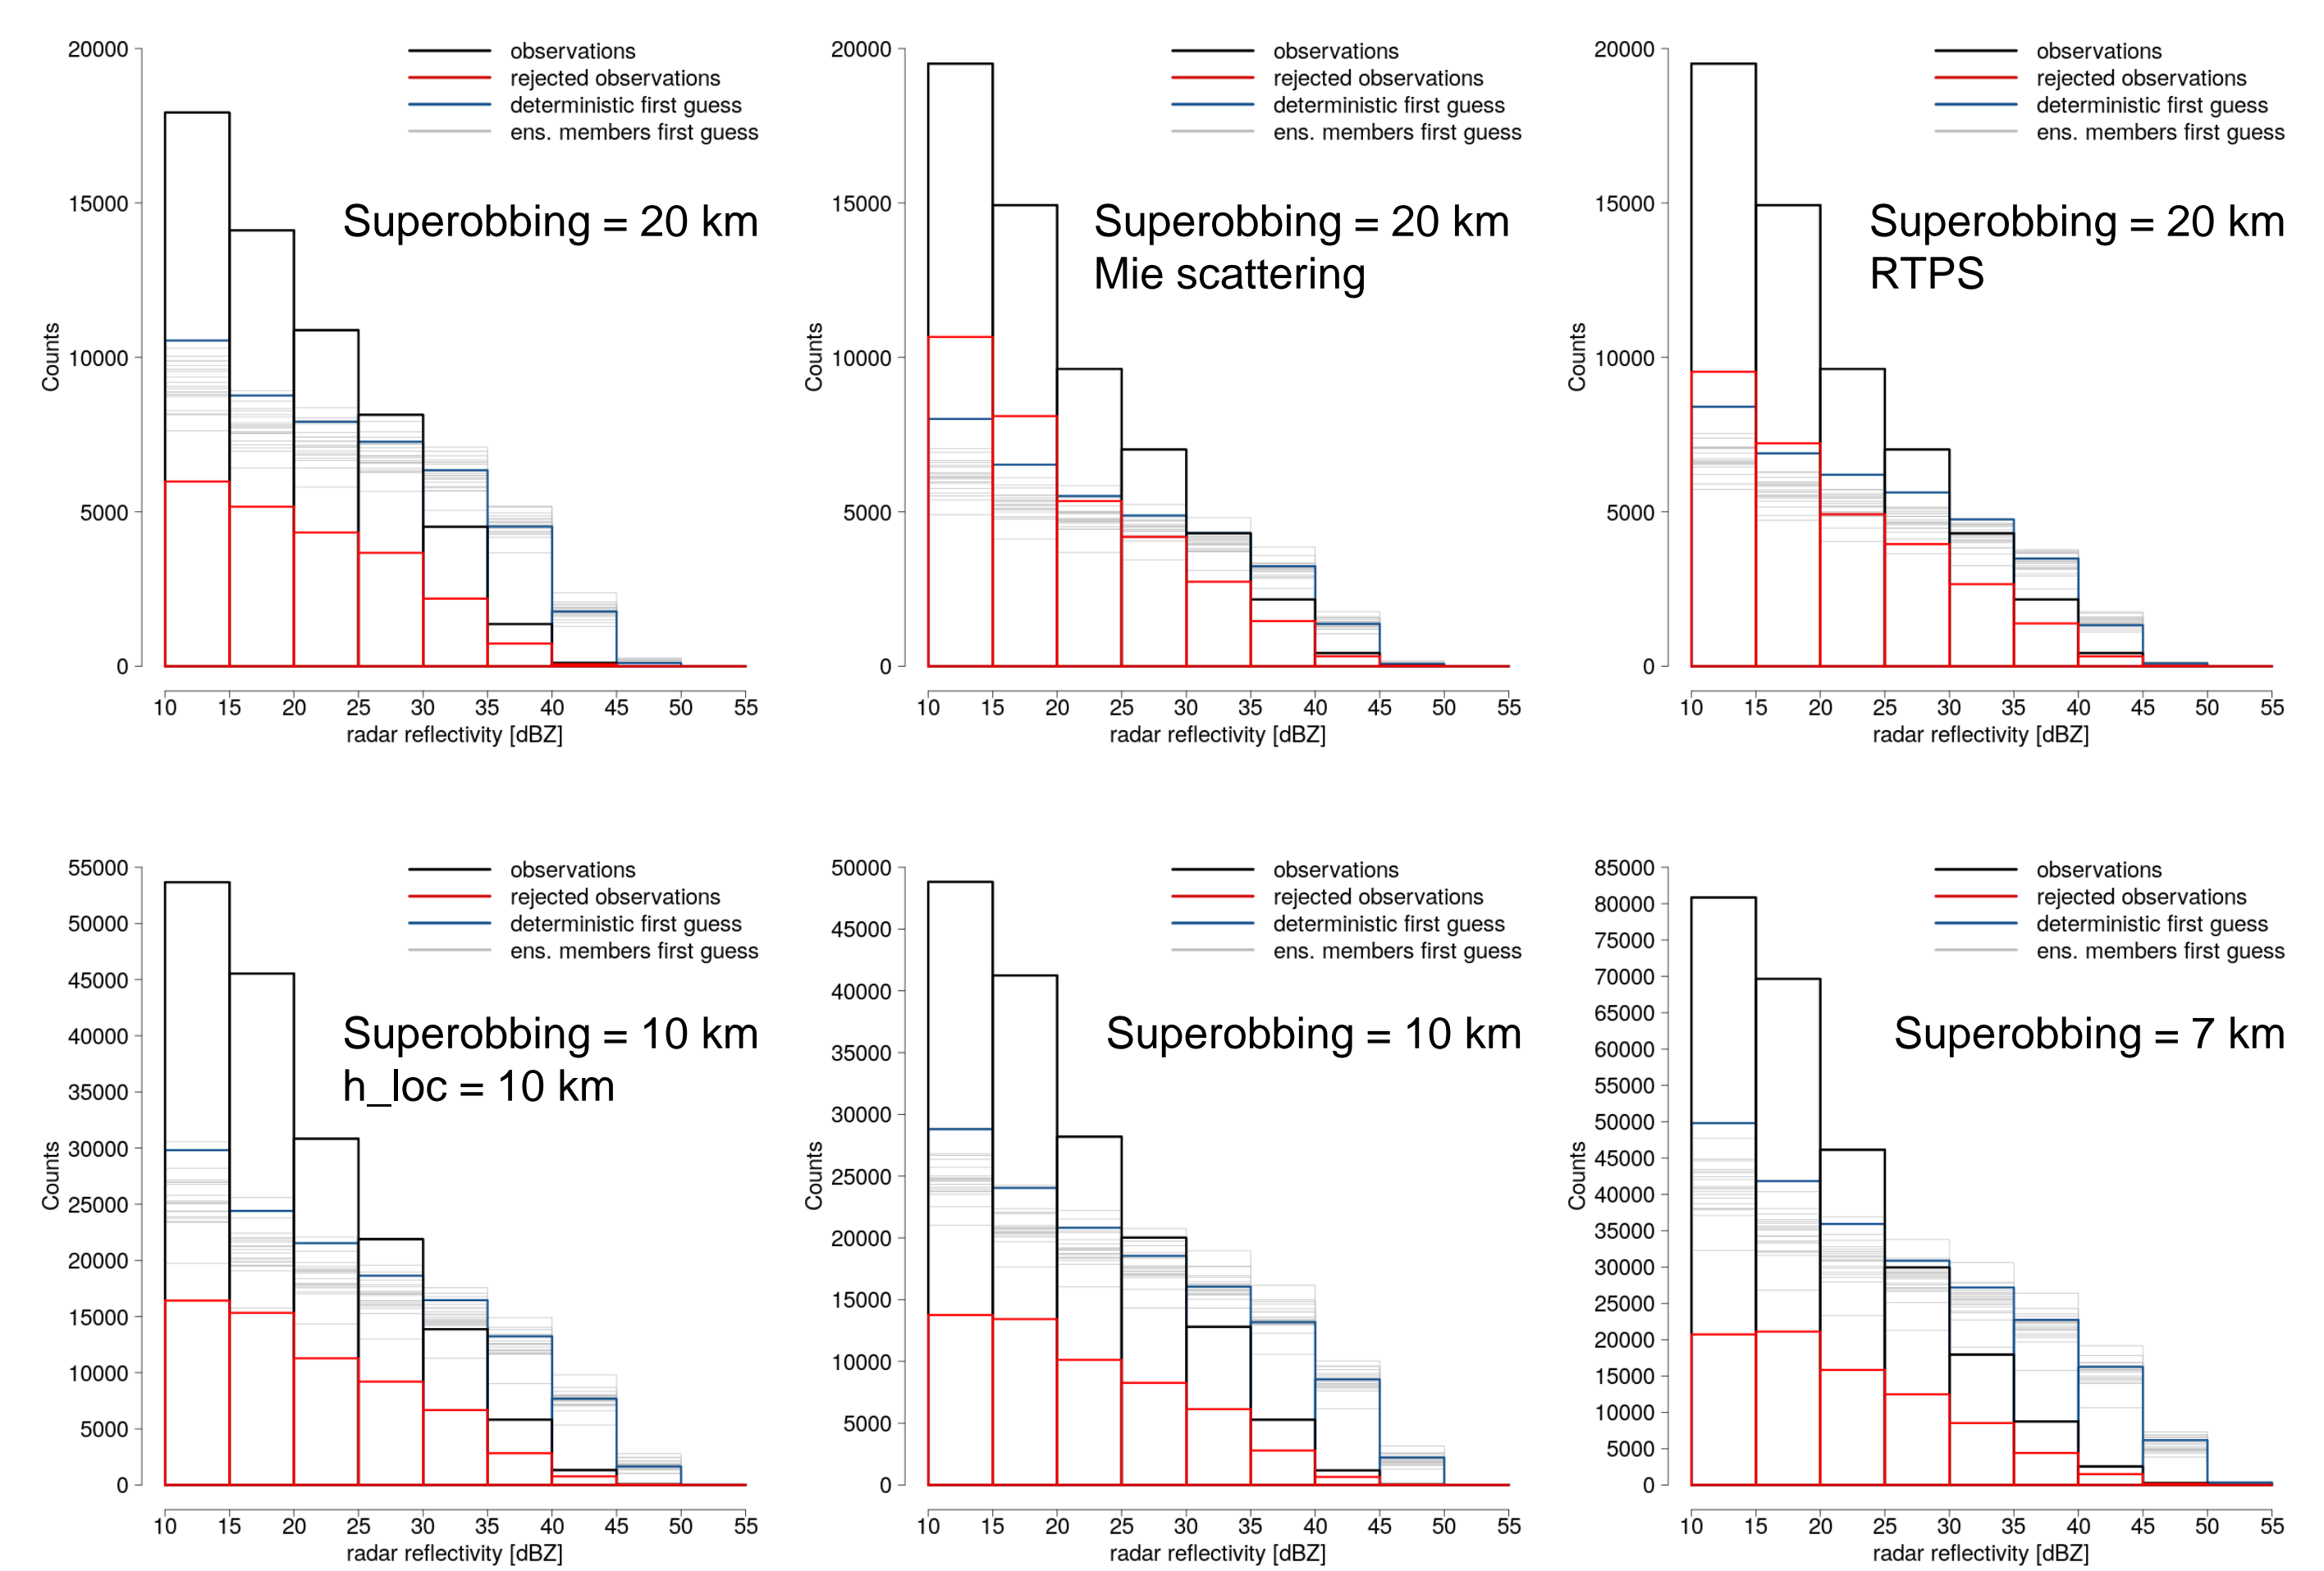 20000
15000
10000
5000
0
Counts
observations
rejected observations
deterministic first guess
ens. members first guess
Superobbing = 20 km
10 15 20 25 30 35 40 45 50 55
radar reflectivity [dBZ]
20000
15000
10000
5000
0
Counts
observations
rejected observations
deterministic first guess
ens. members first guess
Superobbing = 20 km
Mie scattering
10 15 20 25 30 35 40 45 50 55
radar reflectivity [dBZ]
20000
15000
10000
5000
0
Counts
observations
rejected observations
deterministic first guess
ens. members first guess
Superobbing = 20 km
RTPS
10 15 20 25 30 35 40 45 50 55
radar reflectivity [dBZ]
55000
50000
45000
40000
35000
30000
25000
20000
15000
10000
5000
0
Counts
observations
rejected observations
deterministic first guess
ens. members first guess
Superobbing = 10 km
h_loc = 10 km
10 15 20 25 30 35 40 45 50 55
radar reflectivity [dBZ]
50000
45000
40000
35000
30000
25000
20000
15000
10000
5000
0
Counts
observations
rejected observations
deterministic first guess
ens. members first guess
Superobbing = 10 km
10 15 20 25 30 35 40 45 50 55
radar reflectivity [dBZ]
85000
80000
75000
70000
65000
60000
55000
50000
45000
40000
35000
30000
25000
20000
15000
10000
5000
0
Counts
observations
rejected observations
deterministic first guess
ens. members first guess
Superobbing = 7 km
10 15 20 25 30 35 40 45 50 55
radar reflectivity [dBZ]